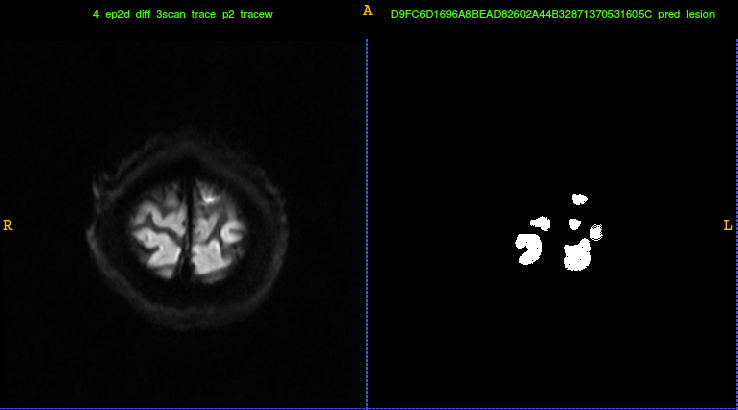 4 ep2d diff 3scan trace p2 tracew
A
D9FC6D1696A8BEAD82602A44B32871370531605C pred lesion
R
L